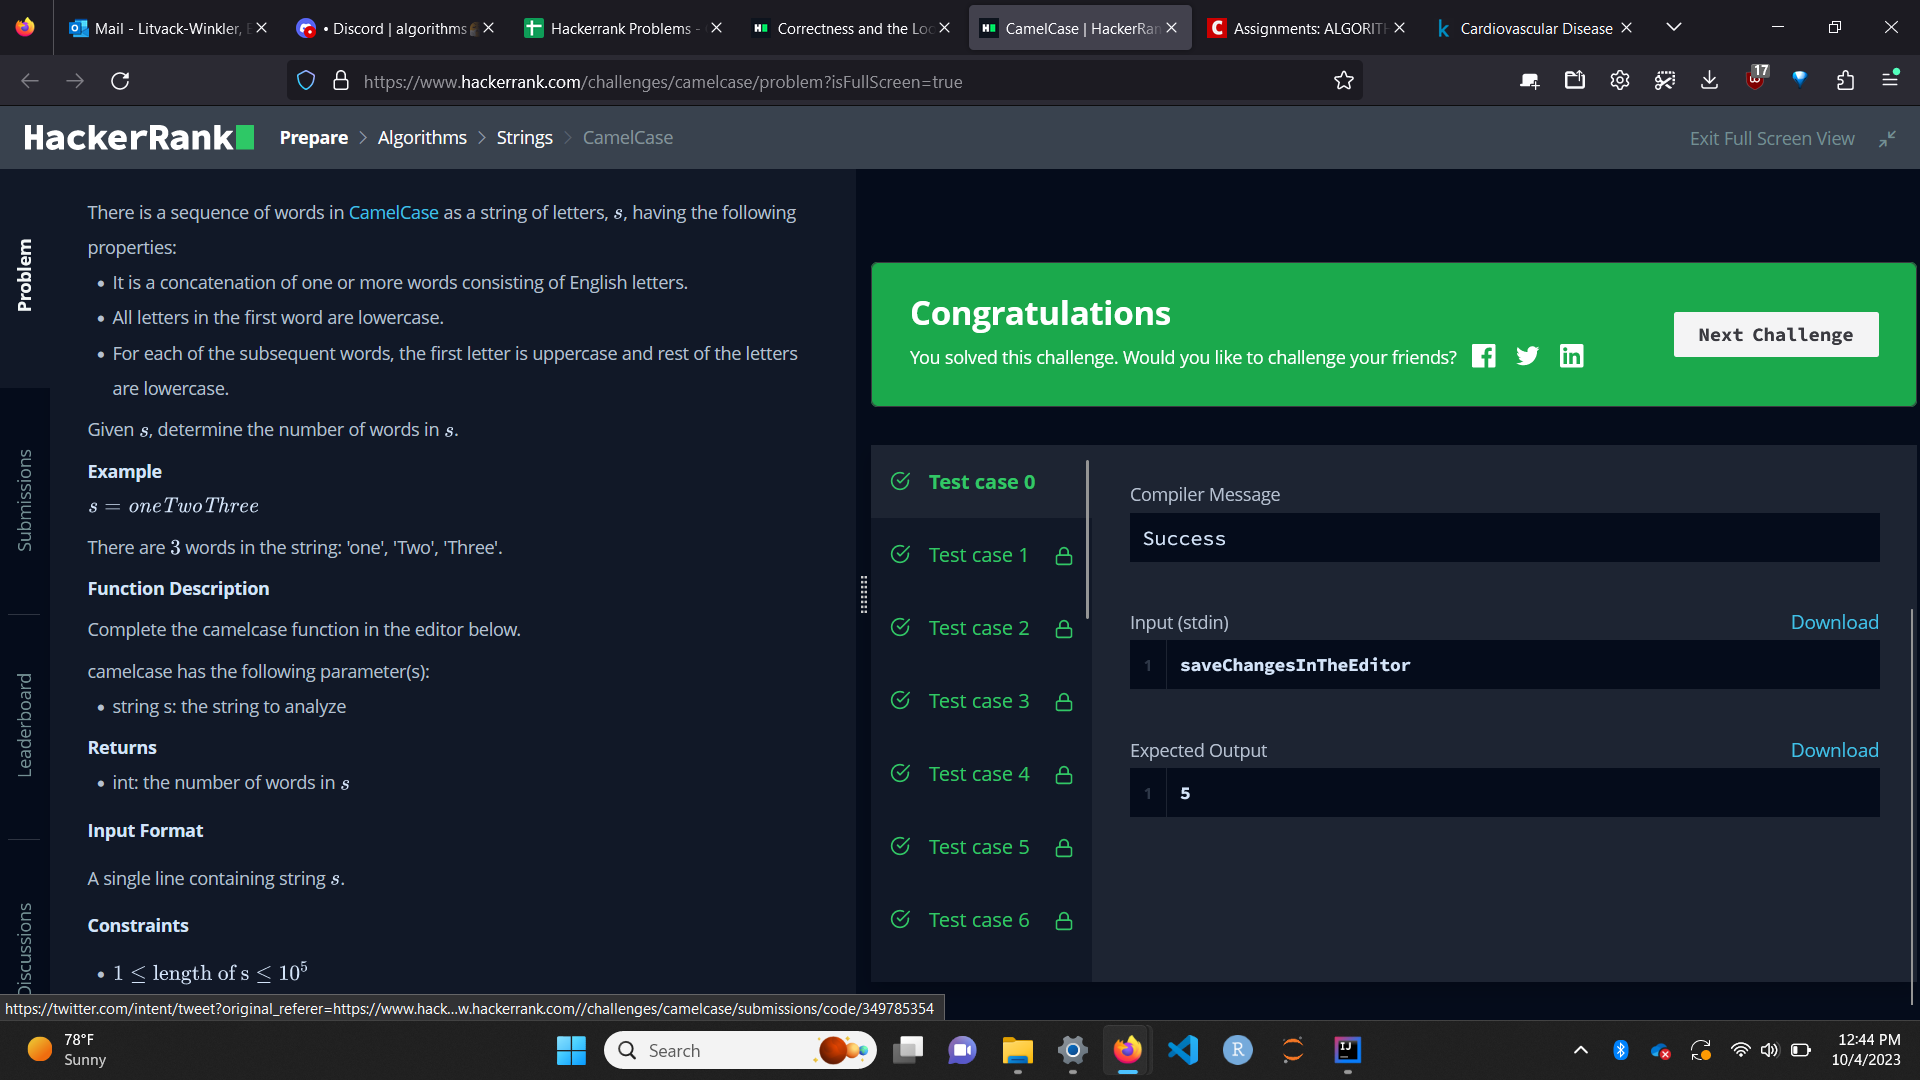 Mail - Litvack-Winkler, E
• Discord | algorithms
Hackerrank Problems -
Correctness and the Loo
CamelCase | HackerRan
Assignments: ALGORITH
Cardiovascular Disease
https://www.hackerrank.com/challenges/camelcase/problem?isFullScreen=true
17
HackerRank
Prepare > Algorithms > Strings > CamelCase
Exit Full Screen View
Problem
Submissions
Leaderboard
Discussions
There is a sequence of words in CamelCase as a string of letters, s, having the following
properties:
• It is a concatenation of one or more words consisting of English letters.
• All letters in the first word are lowercase.
• For each of the subsequent words, the first letter is uppercase and rest of the letters
are lowercase.
Given s, determine the number of words in s.
Example
s = oneTwoThree
There are 3 words in the string: 'one', 'Two', 'Three'.
Function Description
Complete the camelcase function in the editor below.
camelcase has the following parameter(s):
• string s: the string to analyze
Returns
• int: the number of words in s
Input Format
A single line containing string s.
Constraints
• 1 ≤ length of s ≤ 10⁵
Congratulations
You solved this challenge. Would you like to challenge your friends?
Next Challenge
Test case 0
Test case 1
Test case 2
Test case 3
Test case 4
Test case 5
Test case 6
Compiler Message
Success
Input (stdin)
Download
1 saveChangesInTheEditor
Expected Output
Download
1 5
https://twitter.com/intent/tweet?original_referer=https://www.hack…w.hackerrank.com//challenges/camelcase/submissions/code/349785354
78°F
Sunny
Search
12:44 PM
10/4/2023